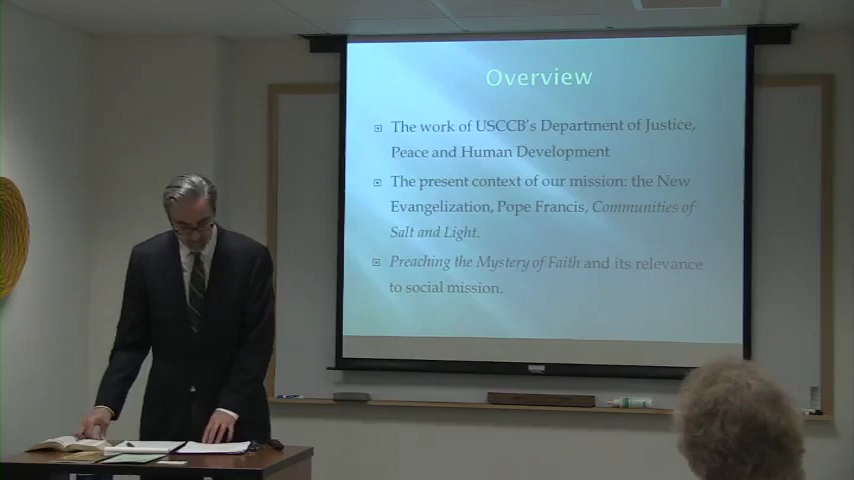 Overview
The work of USCCB's Department of Justice,
Peace and Human Development
The present context of our mission: the New
Evangelization, Pope Francis, Communities of
Salt and Light.
Preaching the Mystery of Faith and its relevance
to social mission.